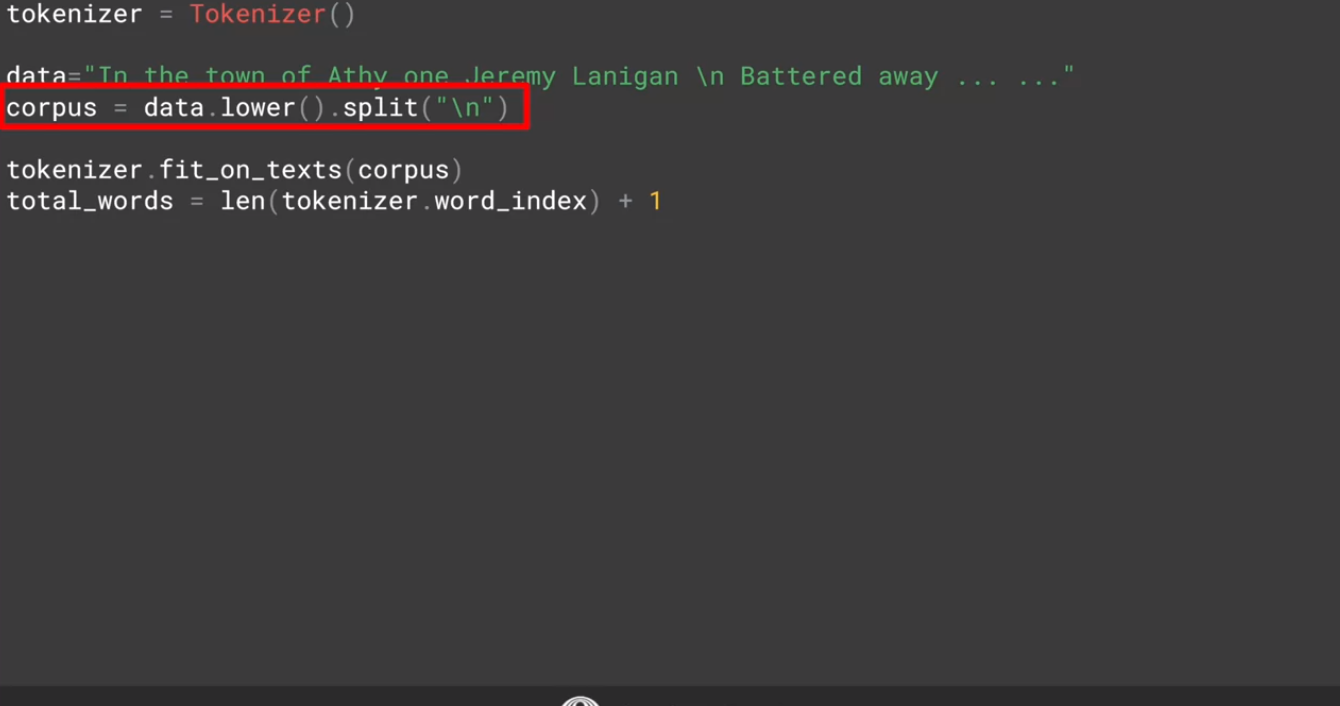 tokenizer = Tokenizer()
data="In the town of Athy one Jeremy Lanigan \n Battered away ... ..."
corpus = data.lower().split("\n")
tokenizer.fit_on_texts(corpus)
total_words = len(tokenizer.word_index) + 1